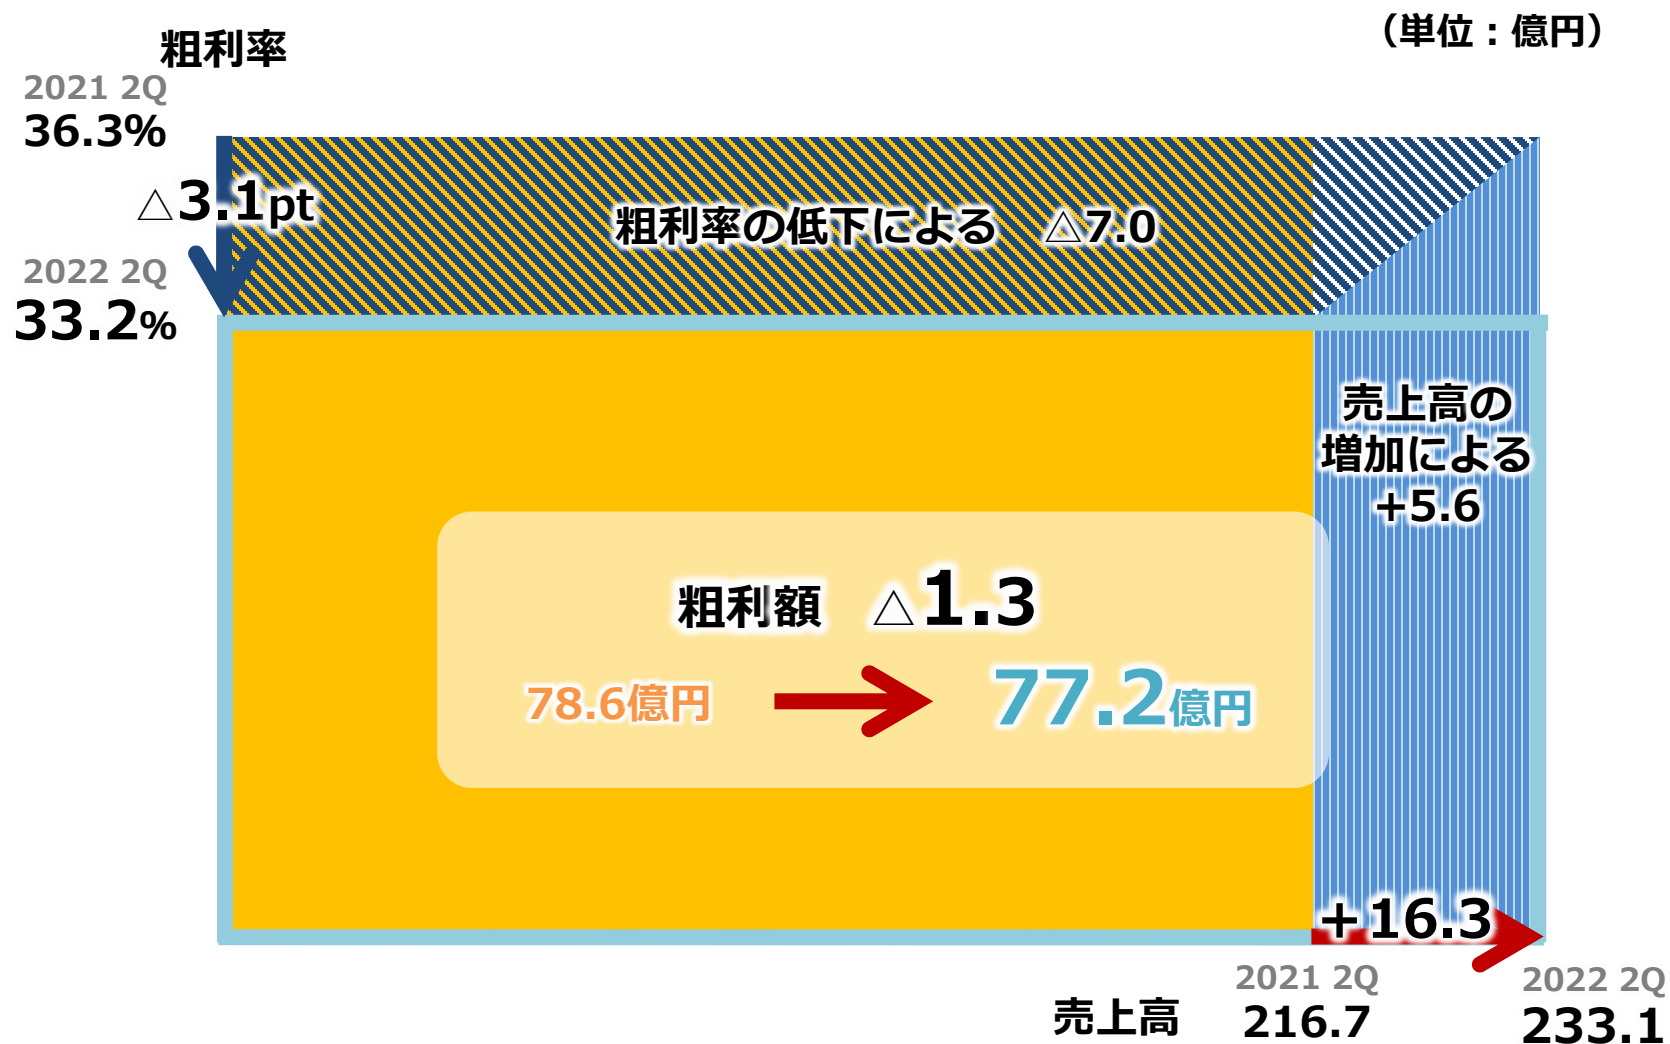 （単位：億円）
粗利率
2021 2Q
36.3%
△3.1pt
2022 2Q
33.2%
粗利率の低下による　△7.0
売上高の
増加による
+5.6
粗利額　△1.3
78.6億円
77.2億円
+16.3
売上高
2021 2Q
216.7
2022 2Q
233.1